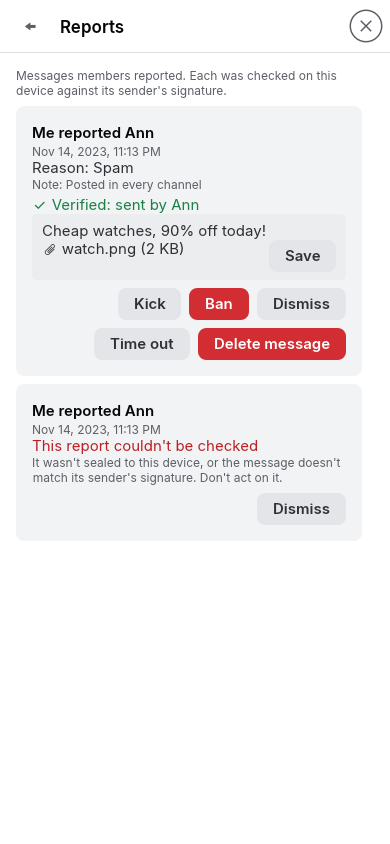 Reports
Messages members reported. Each was checked on this
device against its sender's signature.
Me reported Ann
Nov 14, 2023, 11:13 PM
Reason: Spam
Note: Posted in every channel
✓ Verified: sent by Ann
Cheap watches, 90% off today!
watch.png (2 KB)
Save
Kick
Ban
Dismiss
Time out
Delete message
Me reported Ann
Nov 14, 2023, 11:13 PM
This report couldn't be checked
It wasn't sealed to this device, or the message doesn't
match its sender's signature. Don't act on it.
Dismiss